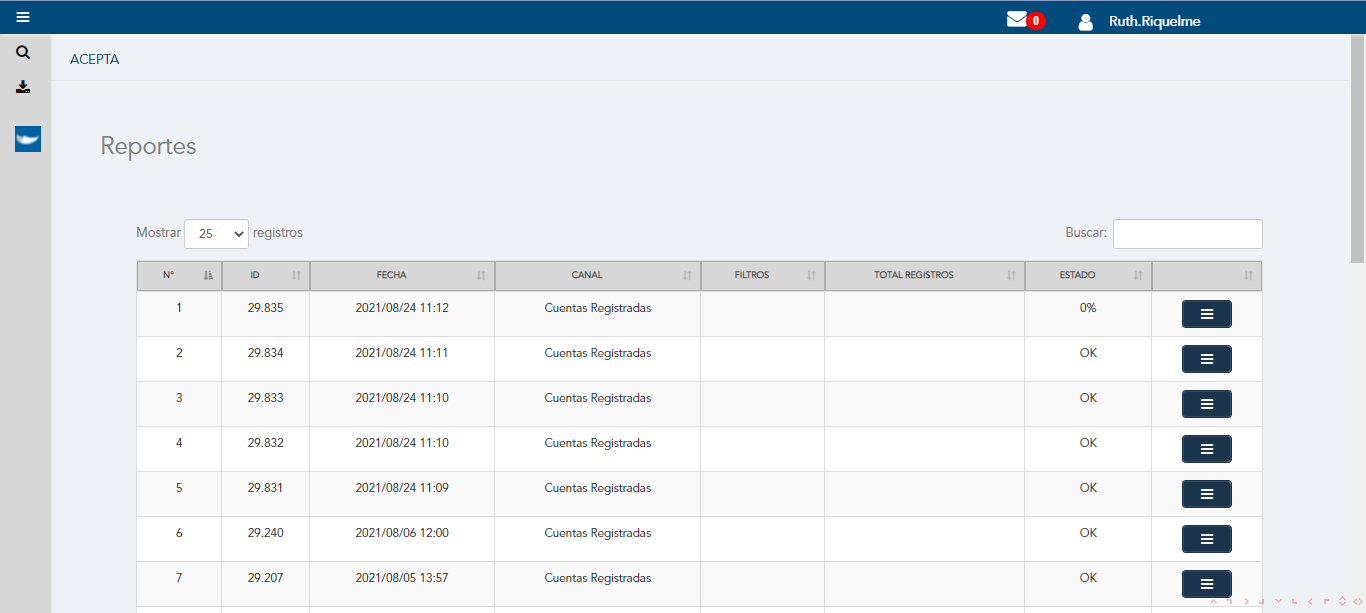 0 Ruth.Riquelme
ACEPTA
Reportes
Mostrar 25 registros Buscar:
N° ID FECHA CANAL FILTROS TOTAL REGISTROS ESTADO
1 29.835 2021/08/24 11:12 Cuentas Registradas 0%
2 29.834 2021/08/24 11:11 Cuentas Registradas OK
3 29.833 2021/08/24 11:10 Cuentas Registradas OK
4 29.832 2021/08/24 11:10 Cuentas Registradas OK
5 29.831 2021/08/24 11:09 Cuentas Registradas OK
6 29.240 2021/08/06 12:00 Cuentas Registradas OK
7 29.207 2021/08/05 13:57 Cuentas Registradas OK